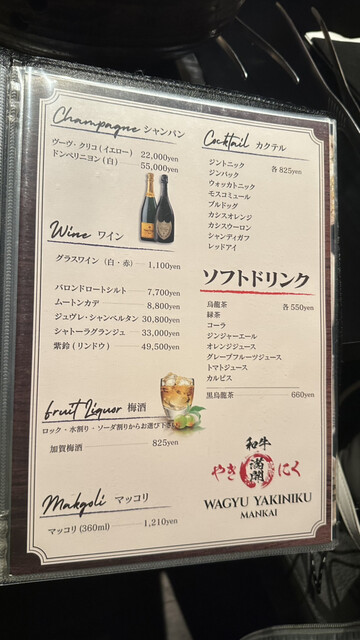 Champagne シャンパン
ヴーヴ・クリコ(イエロー) 22,000yen
ドンペリニヨン(白) 55,000yen
Wine ワイン
グラスワイン(白・赤) 1,100yen
バロンドロートシルト 7,700yen
ムートンカデ 8,800yen
ジュヴレ・シャンベルタン 30,800yen
シャトーラグランジュ 33,000yen
紫鈴(リンドウ) 49,500yen
fruit Liquor 梅酒
ロック・水割り・ソーダ割りからお選び下さい
加賀梅酒 825yen
Makgoli マッコリ
マッコリ(360ml) 1,210yen
Cocktail カクテル
ジントニック 各825yen
ジンバック
ウォッカトニック
モスコミュール
ブルドッグ
カシスオレンジ
カシスウーロン
シャンディガフ
レッドアイ
ソフトドリンク
烏龍茶 各550yen
緑茶
コーラ
ジンジャーエール
オレンジジュース
グレープフルーツジュース
トマトジュース
カルピス
黒烏龍茶 660yen
和牛
やき 満開 にく
WAGYU YAKINIKU
MANKAI